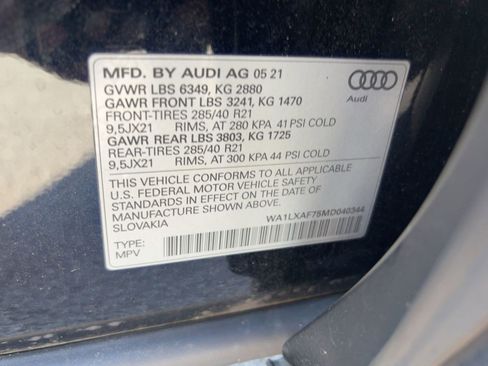 MFD. BY AUDI AG 05 21
GVWR LBS 6349, KG 2880
GAWR FRONT LBS 3241, KG 1470
FRONT-TIRES 285/40 R21
9,5JX21 RIMS, AT 280 KPA 41 PSI COLD
GAWR REAR LBS 3803, KG 1725
REAR-TIRES 285/40 R21
9,5JX21 RIMS, AT 300 KPA 44 PSI COLD
Audi
THIS VEHICLE CONFORMS TO ALL APPLICABLE
U.S. FEDERAL MOTOR VEHICLE SAFETY
STANDARDS IN EFFECT ON THE DATE OF
SLOVAKIA
WA1LXAF75MD040344
TYPE:
MPV